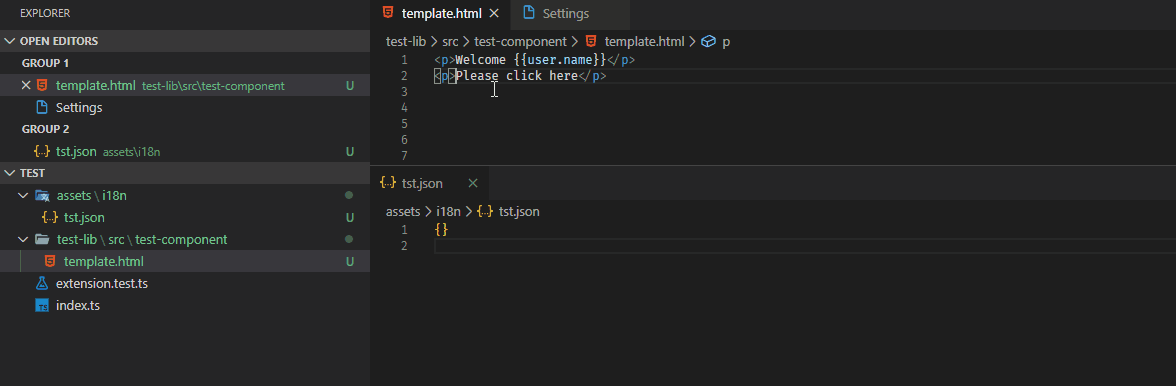 EXPLORER
OPEN EDITORS
GROUP 1
template.html test-lib\src\test-component U
Settings
GROUP 2
{..} tst.json assets\i18n U
TEST
assets \ i18n
{..} tst.json U
test-lib \ src \ test-component
template.html U
extension.test.ts
TS index.ts
template.html Settings
test-lib > src > test-component > template.html > p
1 <p>Welcome {{user.name}}</p>
2 <p>Please click here</p>
3
4
5
6
7
{..} tst.json
assets > i18n > {..} tst.json
1 {}
2